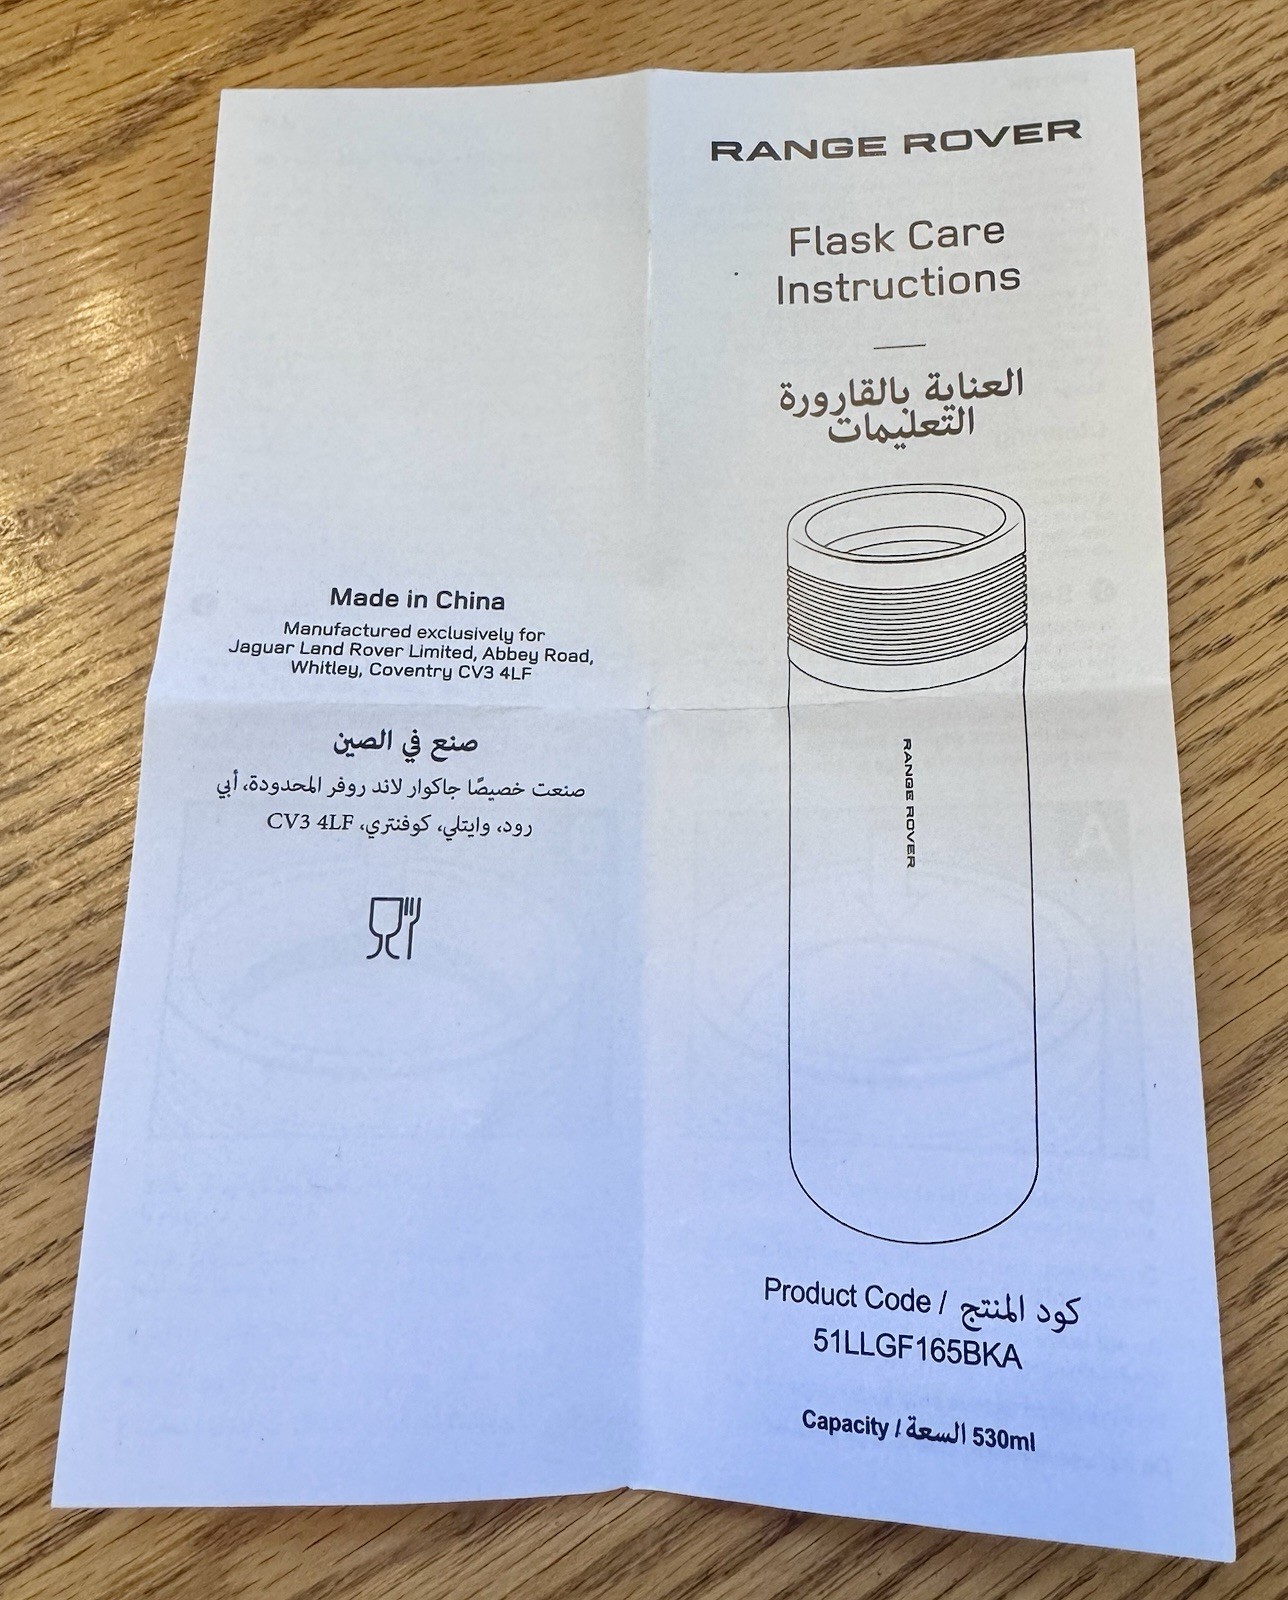 RANGE ROVER
Flask Care
Instructions
العناية بالقارورة
التعليمات
RANGE ROVER
Product Code / كود المنتج
51LLGF165BKA
Capacity / السعة 530ml
Made in China
Manufactured exclusively for
Jaguar Land Rover Limited, Abbey Road,
Whitley, Coventry CV3 4LF
صنع في الصين
صنعت خصيصًا جاكوار لاند روفر المحدودة، أبي
رود، وايتلي، كوفنتري، CV3 4LF